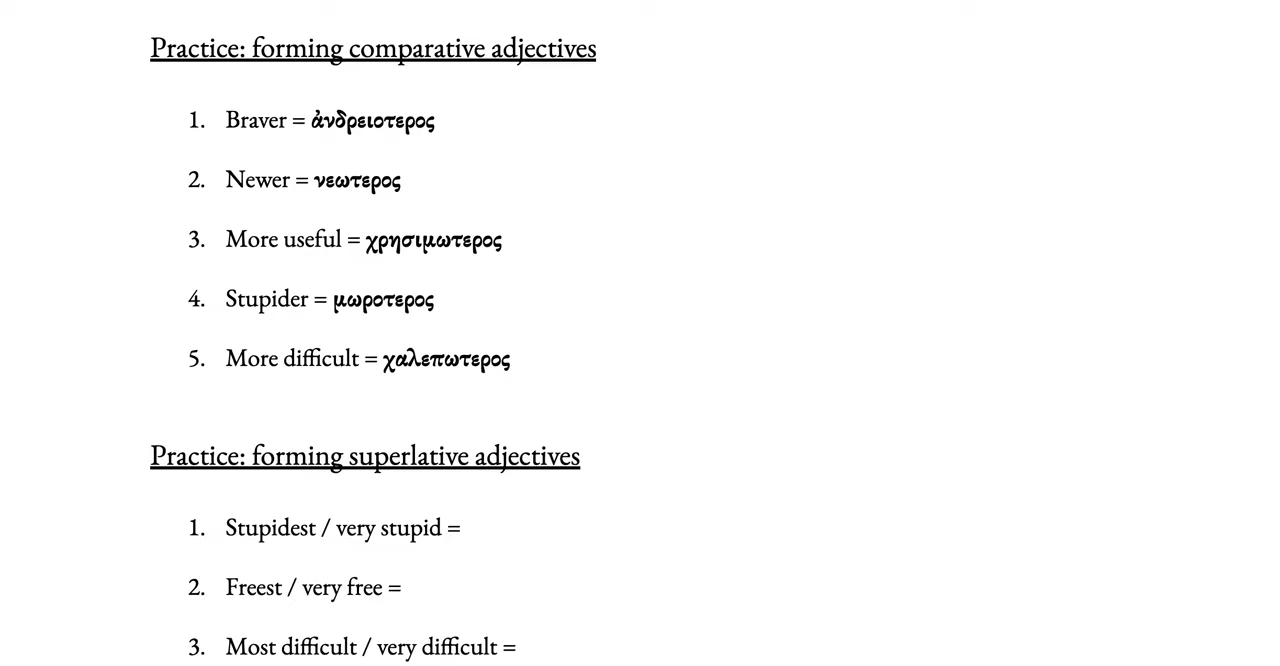 Practice: forming comparative adjectives
1. Braver = ἀνδρειοτερος
2. Newer = νεωτερος
3. More useful = χρησιμωτερος
4. Stupider = μωροτερος
5. More difficult = χαλεπωτερος
Practice: forming superlative adjectives
1. Stupidest / very stupid =
2. Freest / very free =
3. Most difficult / very difficult =